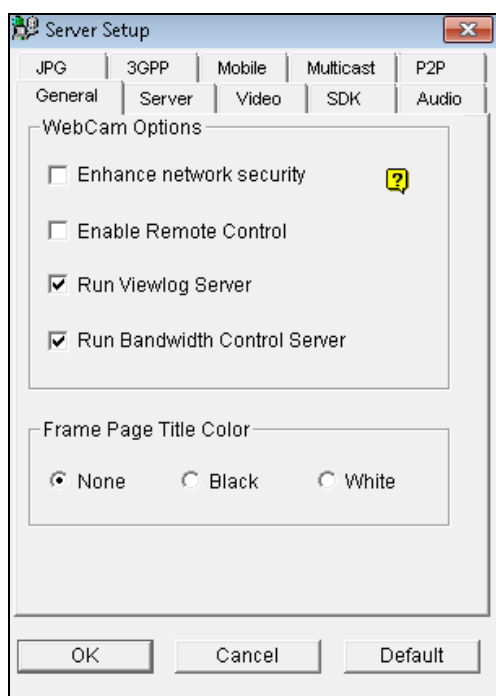 Server Setup
JPG 3GPP Mobile Multicast P2P
General Server Video SDK Audio
WebCam Options
Enhance network security
?
Enable Remote Control
Run Viewlog Server
Run Bandwidth Control Server
Frame Page Title Color
None Black White
OK Cancel Default